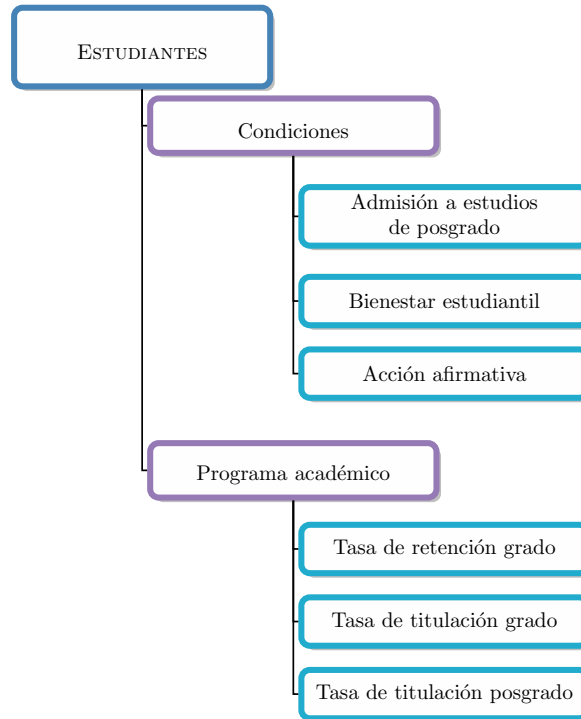 ESTUDIANTES
Condiciones
Admisión a estudios
de posgrado
Bienestar estudiantil
Acción afirmativa
Programa académico
Tasa de retención grado
Tasa de titulación grado
Tasa de titulación posgrado